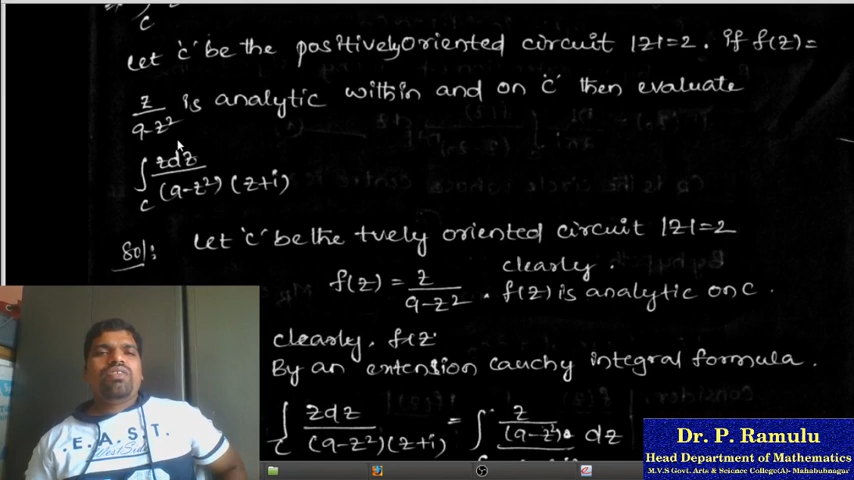 c
Let 'c' be the positively oriented circuit |z|=2. if f(z)=
z/9-z² is analytic within and on 'c' then evaluate
∫c zdz/(9-z²)(z+i)
Sol: Let 'c' be the tvely oriented circuit |z|=2
f(z) = z/9-z². clearly. f(z) is analytic on c.
clearly. f(z
By an extension cauchy integral formula.
∫c zdz/(9-z²)(z+i) = ∫ z/(9-z²) dz
E.A.S.T.
WestSide
Dr. P. Ramulu
Head Department of Mathematics
M.V.S Govt. Arts & Science College(A)- Mahabubnagar